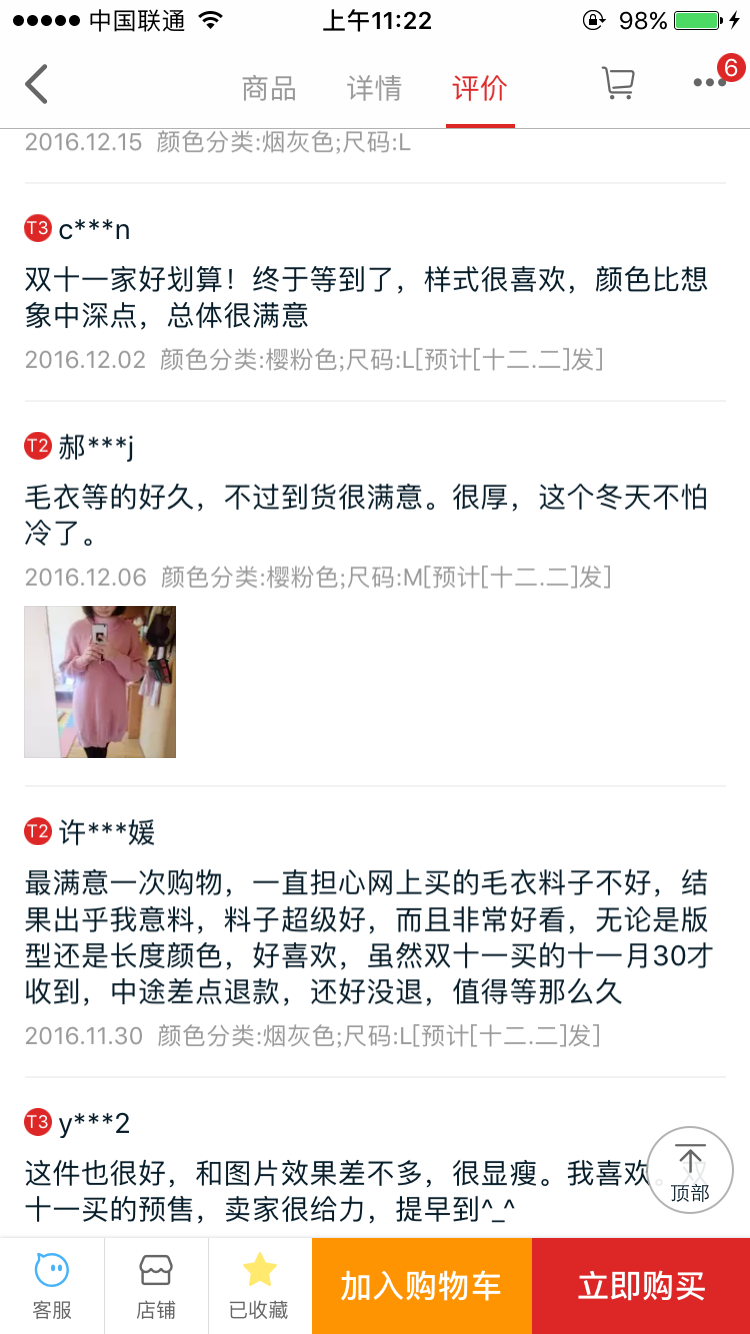 中国联通 上午11:22 98%
商品 详情 评价 6
2016.12.15 颜色分类:烟灰色;尺码:L
T3 c***n
双十一家好划算！终于等到了，样式很喜欢，颜色比想
象中深点，总体很满意
2016.12.02 颜色分类:樱粉色;尺码:L[预计[十二.二]发]
T2 郝***j
毛衣等的好久，不过到货很满意。很厚，这个冬天不怕
冷了。
2016.12.06 颜色分类:樱粉色;尺码:M[预计[十二.二]发]
T2 许***媛
最满意一次购物，一直担心网上买的毛衣料子不好，结
果出乎我意料，料子超级好，而且非常好看，无论是版
型还是长度颜色，好喜欢，虽然双十一买的十一月30才
收到，中途差点退款，还好没退，值得等那么久
2016.11.30 颜色分类:烟灰色;尺码:L[预计[十二.二]发]
T3 y***2
这件也很好，和图片效果差不多，很显瘦。我喜欢。双
十一买的预售，卖家很给力，提早到^_^
顶部
客服 店铺 已收藏 加入购物车 立即购买